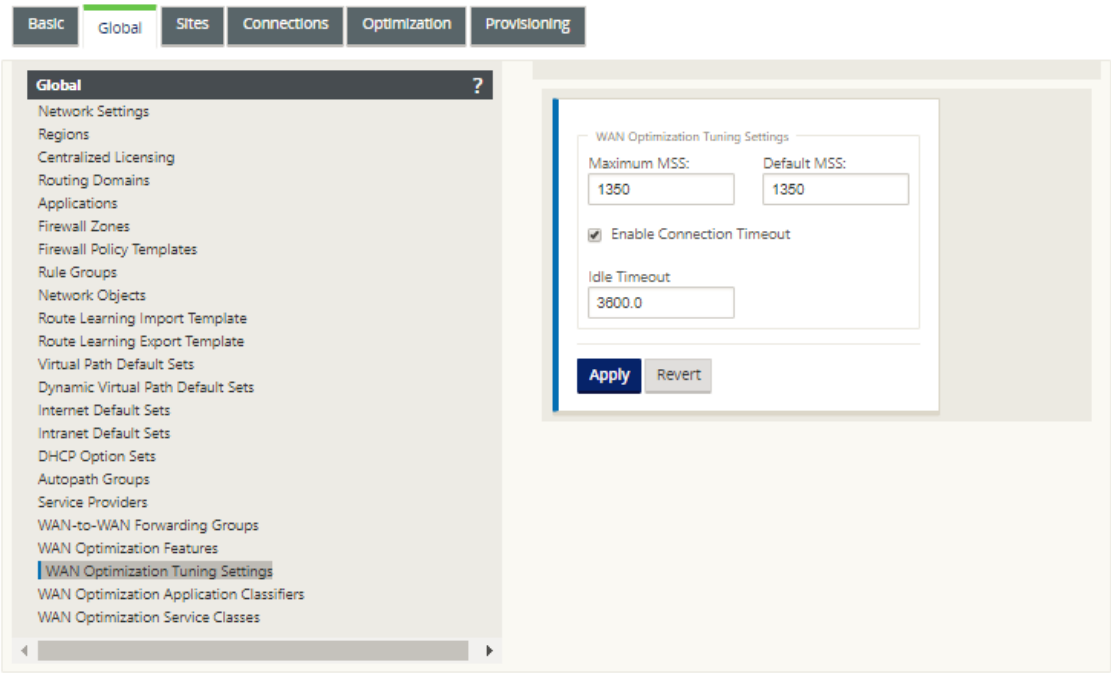 Basic Global Sites Connections Optimization Provisioning
Global ?
Network Settings
Regions
Centralized Licensing
Routing Domains
Applications
Firewall Zones
Firewall Policy Templates
Rule Groups
Network Objects
Route Learning Import Template
Route Learning Export Template
Virtual Path Default Sets
Dynamic Virtual Path Default Sets
Internet Default Sets
Intranet Default Sets
DHCP Option Sets
Autopath Groups
Service Providers
WAN-to-WAN Forwarding Groups
WAN Optimization Features
WAN Optimization Tuning Settings
WAN Optimization Application Classifiers
WAN Optimization Service Classes
WAN Optimization Tuning Settings
Maximum MSS: Default MSS:
1350 1350
Enable Connection Timeout
Idle Timeout
3600.0
Apply Revert